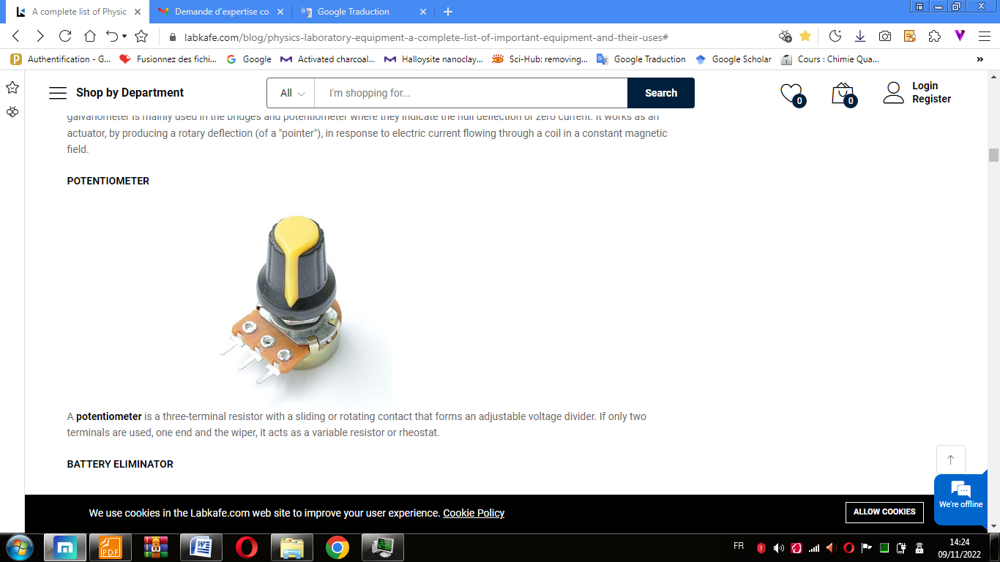 A complete list of Physic
Demande d'expertise co
Google Traduction
labkafe.com/blog/physics-laboratory-equipment-a-complete-list-of-important-equipment-and-their-uses#
Authentification - G...
Fusionnez des fichi...
Google
Activated charcoal...
Halloysite nanoclay...
Sci-Hub: removing...
Google Traduction
Google Scholar
Cours : Chimie Qua...
»
Shop by Department
All
I'm shopping for...
Search
0
0
Login
Register
galvanometer is mainly used in the bridges and potentiometer where they indicate the null deflection or zero current. It works as an
actuator, by producing a rotary deflection (of a "pointer"), in response to electric current flowing through a coil in a constant magnetic
field.
POTENTIOMETER
A potentiometer is a three-terminal resistor with a sliding or rotating contact that forms an adjustable voltage divider. If only two
terminals are used, one end and the wiper, it acts as a variable resistor or rheostat.
BATTERY ELIMINATOR
We're offline
We use cookies in the Labkafe.com web site to improve your user experience. Cookie Policy
ALLOW COOKIES
PDF
FR
14:24
09/11/2022